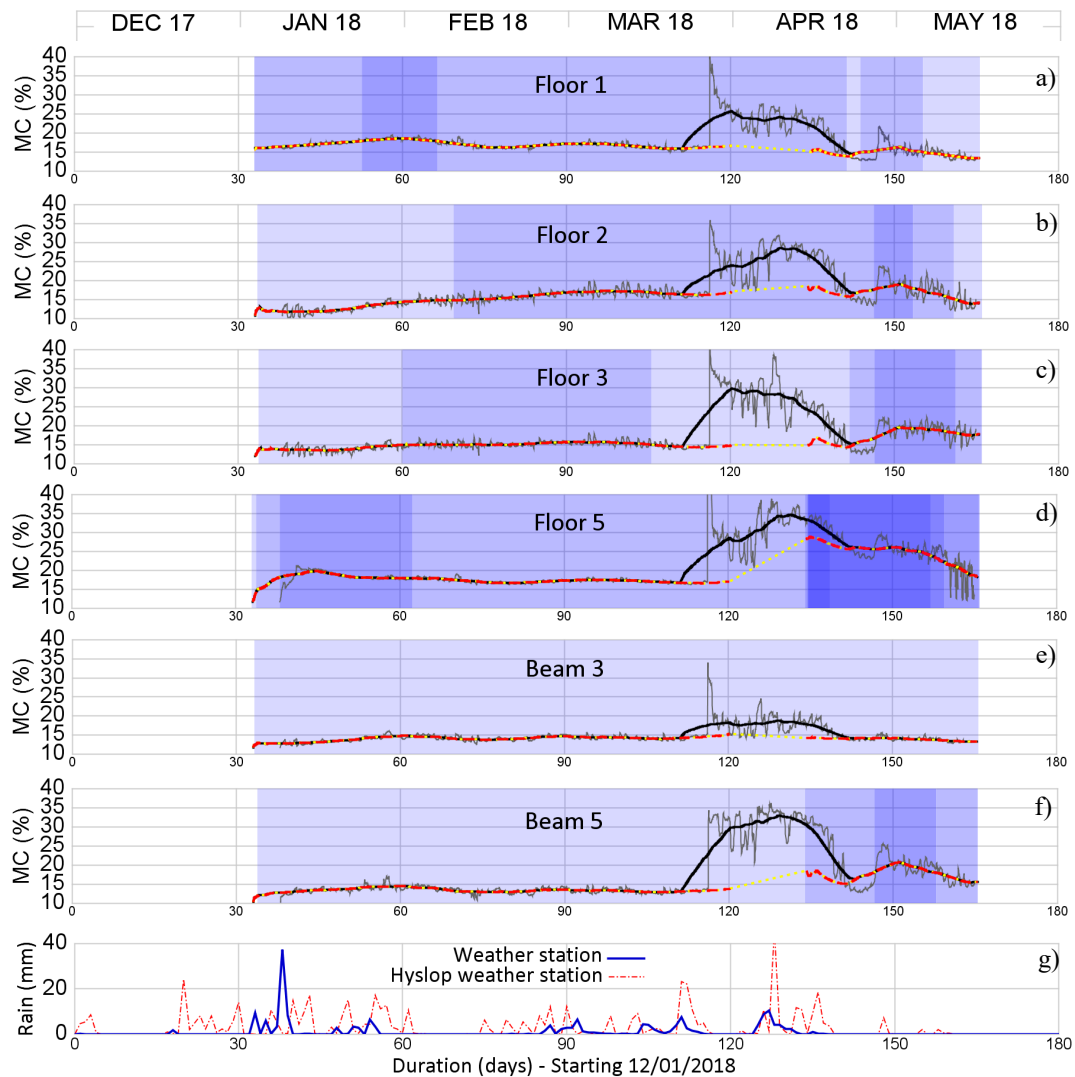 DEC 17 JAN 18 FEB 18 MAR 18 APR 18 MAY 18
40 35 30 25 20 15 10
MC (%)
Floor 1
a)
0 30 60 90 120 150 180
40 35 30 25 20 15 10
MC (%)
Floor 2
b)
0 30 60 90 120 150 180
40 35 30 25 20 15 10
MC (%)
Floor 3
c)
0 30 60 90 120 150 180
40 35 30 25 20 15 10
MC (%)
Floor 5
d)
0 30 60 90 120 150 180
40 35 30 25 20 15 10
MC (%)
Beam 3
e)
0 30 60 90 120 150 180
40 35 30 25 20 15 10
MC (%)
Beam 5
f)
0 30 60 90 120 150 180
40 20 0
Rain (mm)
Weather station
Hyslop weather station
g)
0 30 60 90 120 150 180
Duration (days) - Starting 12/01/2018